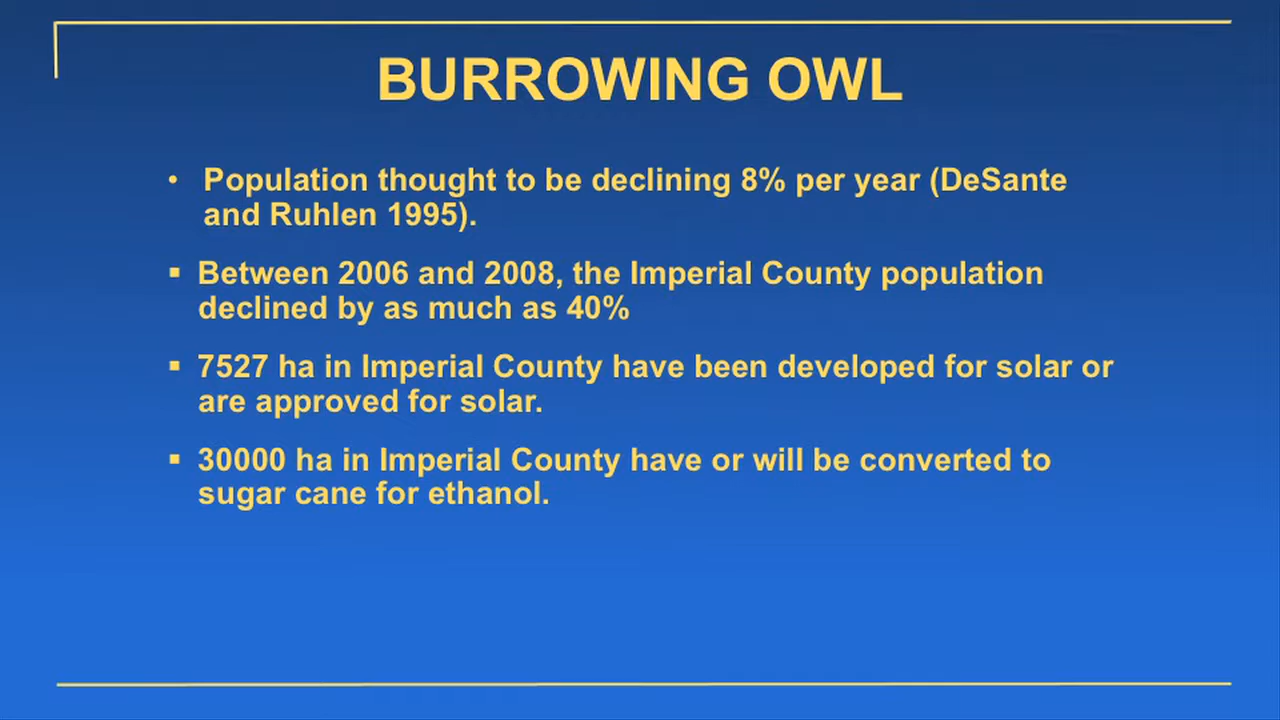 BURROWING OWL
• Population thought to be declining 8% per year (DeSante
and Ruhlen 1995).
▪ Between 2006 and 2008, the Imperial County population
declined by as much as 40%
▪ 7527 ha in Imperial County have been developed for solar or
are approved for solar.
▪ 30000 ha in Imperial County have or will be converted to
sugar cane for ethanol.